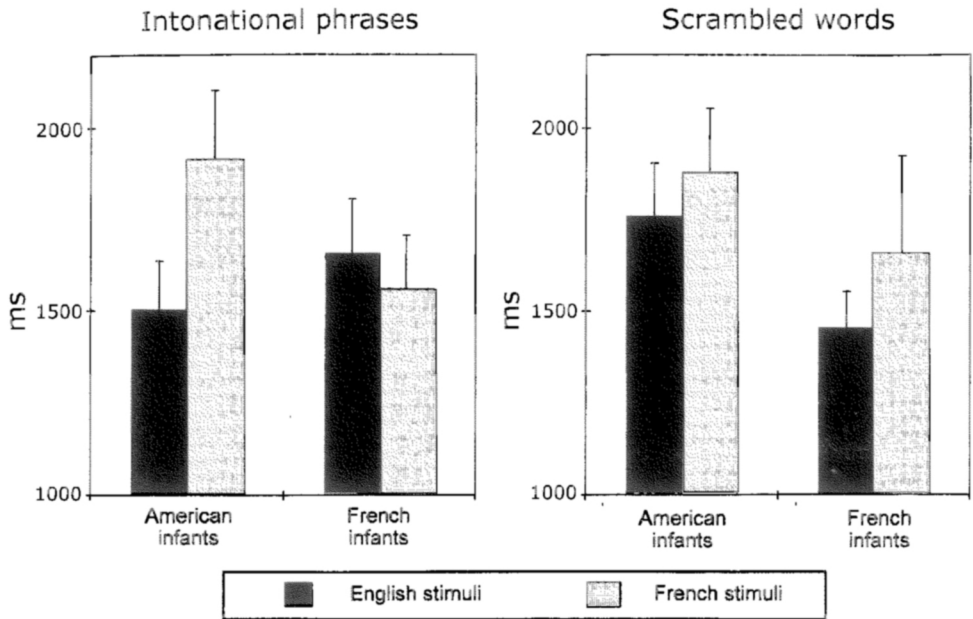 Intonational phrases
Scrambled words
2000
1500
1000
ms
American
infants
French
infants
2000
1500
1000
ms
American
infants
French
infants
English stimuli
French stimuli